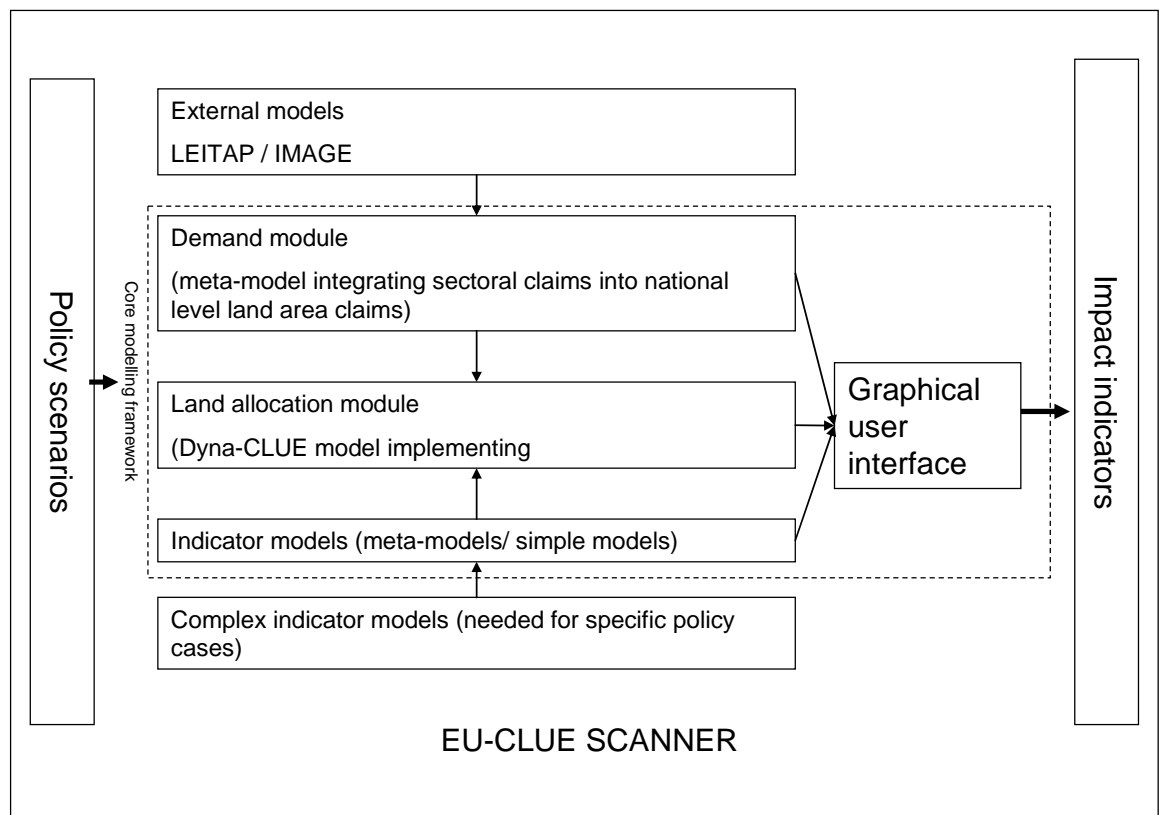 Policy scenarios
Core modelling framework
External models
LEITAP / IMAGE
Demand module
(meta-model integrating sectoral claims into national
level land area claims)
Land allocation module
(Dyna-CLUE model implementing
Indicator models (meta-models/ simple models)
Complex indicator models (needed for specific policy
cases)
Graphical
user
interface
Impact indicators
EU-CLUE SCANNER